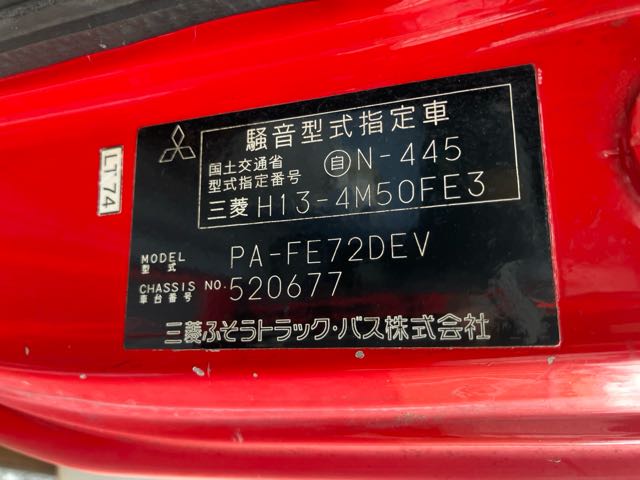 騒音型式指定車
国土交通省
型式指定番号 自N-445
三菱 H13-4M50FE3
MODEL
型式 PA-FE72DEV
CHASSIS NO.
車台番号 520677
三菱ふそうトラック・バス株式会社
LT74